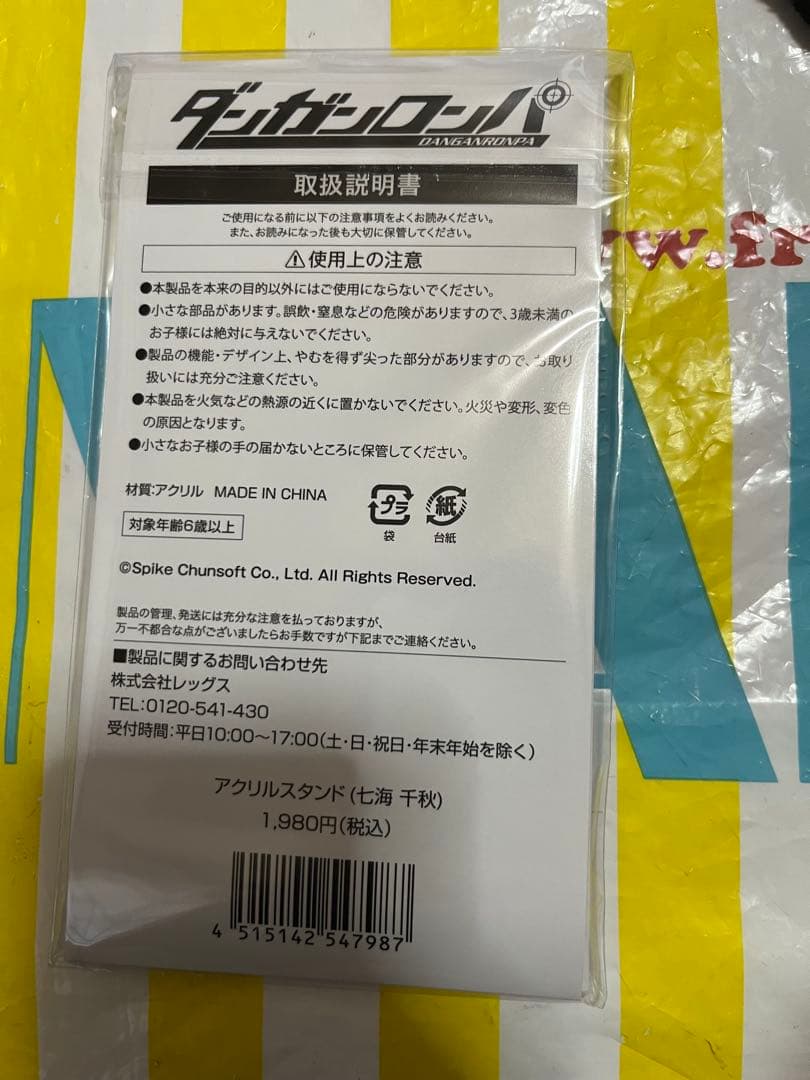 ダンガンロンパ
DANGANRONPA
取扱説明書
ご使用になる前に以下の注意事項をよくお読みください。
また、お読みになった後も大切に保管してください。
⚠使用上の注意
●本製品を本来の目的以外にはご使用にならないでください。
●小さな部品があります。誤飲・窒息などの危険がありますので、3歳未満の
お子様には絶対に与えないでください。
●製品の機能・デザイン上、やむを得ず尖った部分がありますので、お取り
扱いには充分ご注意ください。
●本製品を火気などの熱源の近くに置かないでください。火災や変形、変色
の原因となります。
●小さなお子様の手の届かないところに保管してください。
材質:アクリル MADE IN CHINA
プラ
袋
紙
台紙
対象年齢6歳以上
©Spike Chunsoft Co., Ltd. All Rights Reserved.
製品の管理、発送には充分な注意を払っておりますが、
万一不都合な点がございましたらお手数ですが下記までご連絡ください。
■製品に関するお問い合わせ先
株式会社レッグス
TEL:0120-541-430
受付時間:平日10:00〜17:00(土・日・祝日・年末年始を除く)
アクリルスタンド(七海 千秋)
1,980円(税込)
4 515142 547987